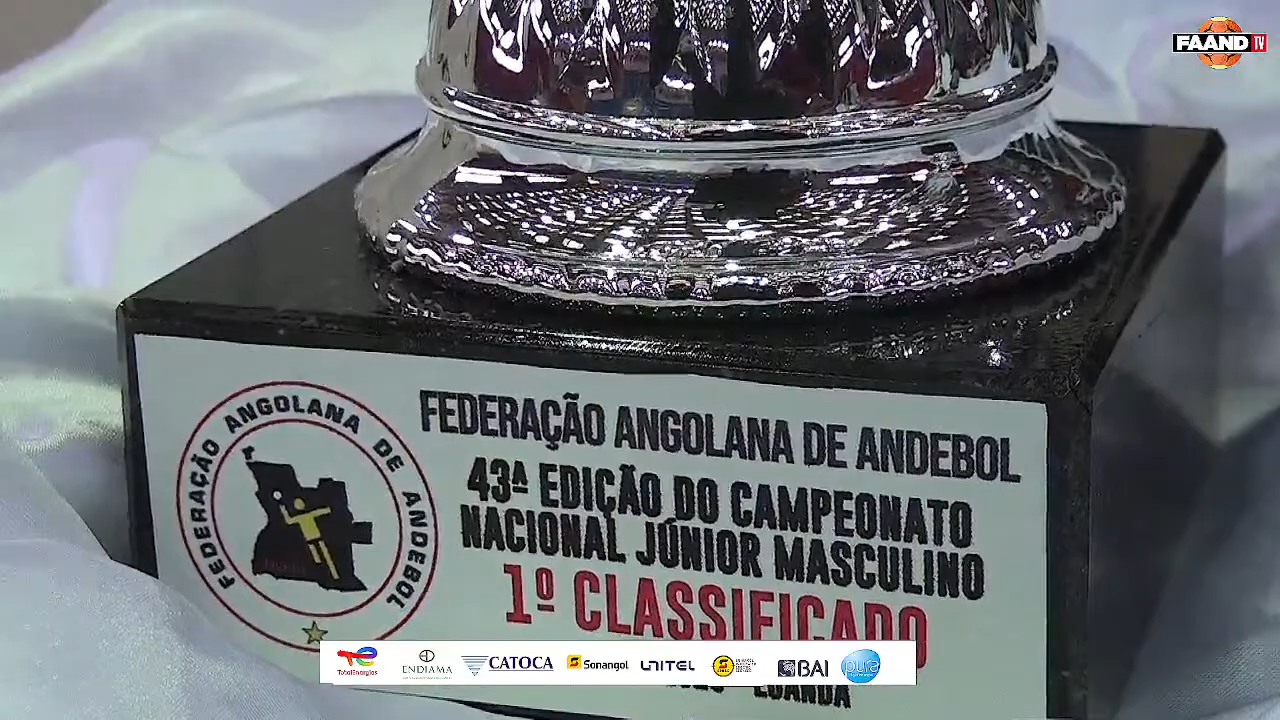 FAAND TV
FEDERAÇÃO ANGOLANA DE ANDEBOL
FEDERAÇÃO ANGOLANA DE ANDEBOL
43ª EDIÇÃO DO CAMPEONATO
NACIONAL JÚNIOR MASCULINO
1º CLASSIFICADO
LUANDA
TotalEnergies
ENDIAMA
CATOCA
Sonangol
UNITEL
BAI
pura